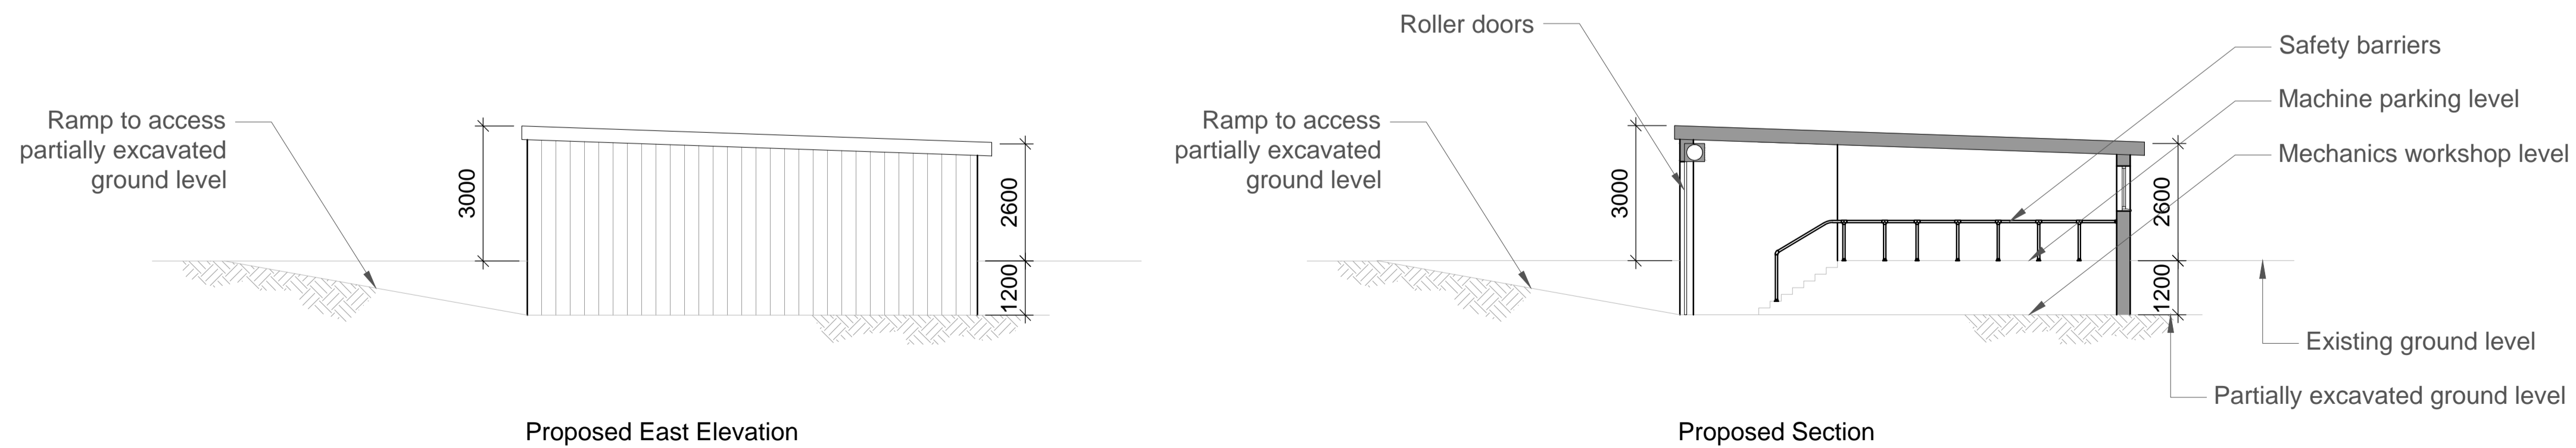 Ramp to access
partially excavated
ground level
3000
2600
1200
Proposed East Elevation
Roller doors
Ramp to access
partially excavated
ground level
3000
2600
1200
Safety barriers
Machine parking level
Mechanics workshop level
Existing ground level
Partially excavated ground level
Proposed Section